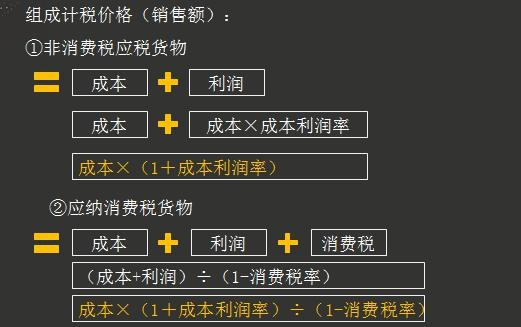 组成计税价格（销售额）：
①非消费税应税货物
= 成本 + 利润
成本 + 成本×成本利润率
成本×（1＋成本利润率）
②应纳消费税货物
= 成本 + 利润 + 消费税
（成本+利润）÷（1-消费税率）
成本×（1＋成本利润率）÷（1-消费税率）